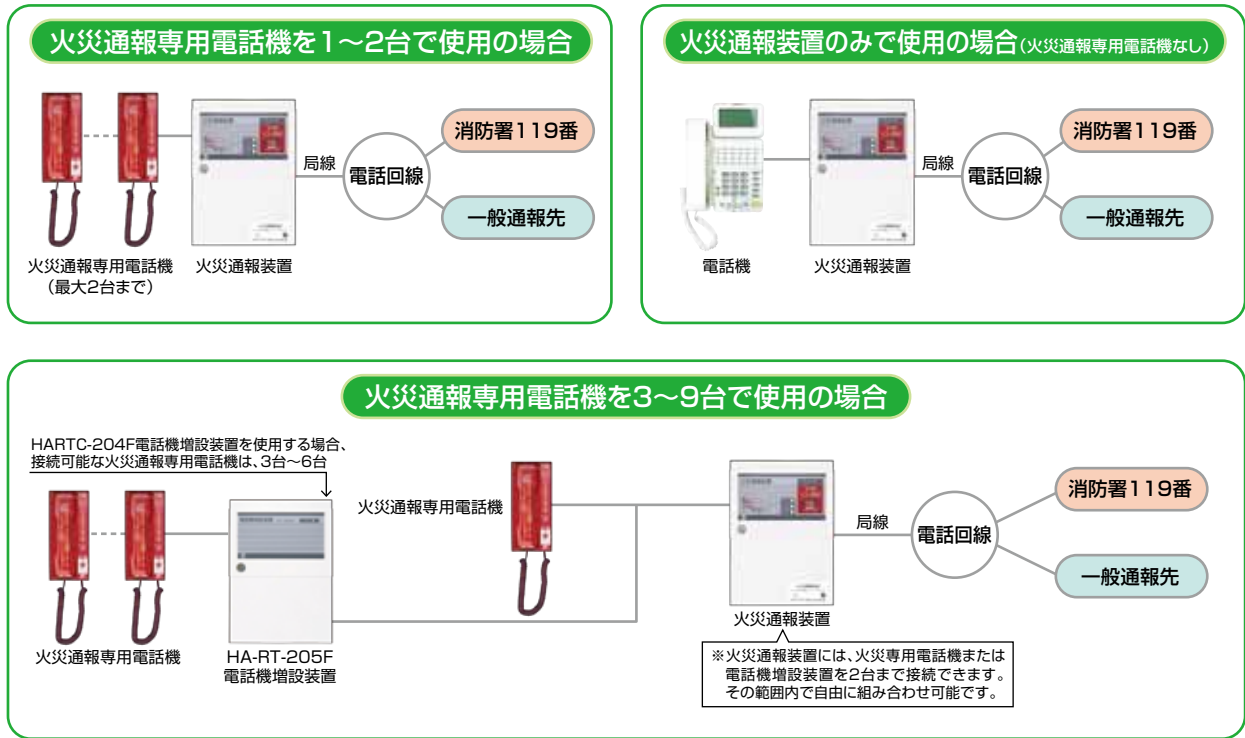 火災通報専用電話機を1～2台で使用の場合
消防署119番
局線
電話回線
一般通報先
火災通報専用電話機
(最大2台まで)
火災通報装置
火災通報装置のみで使用の場合(火災通報専用電話機なし)
消防署119番
局線
電話回線
一般通報先
電話機
火災通報装置
火災通報専用電話機を3～9台で使用の場合
HARTC-204F電話機増設装置を使用する場合、
接続可能な火災通報専用電話機は、3台～6台
火災通報専用電話機
消防署119番
局線
電話回線
一般通報先
火災通報専用電話機
HA-RT-205F
電話機増設装置
火災通報装置
※火災通報装置には、火災専用電話機または
電話機増設装置を2台まで接続できます。
その範囲内で自由に組み合わせ可能です。